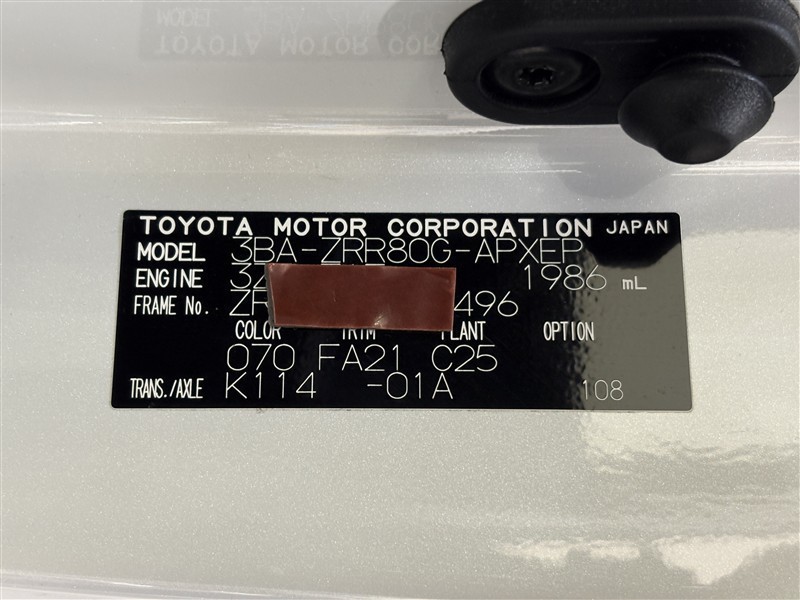 TOYOTA MOTOR CORPORATION JAPAN
MODEL 3BA-ZRR80G-APXEP
ENGINE 1986 mL
FRAME No. ZR 496
COLOR TRIM PLANT OPTION
070 FA21 C25
TRANS./AXLE K114 -01A 108